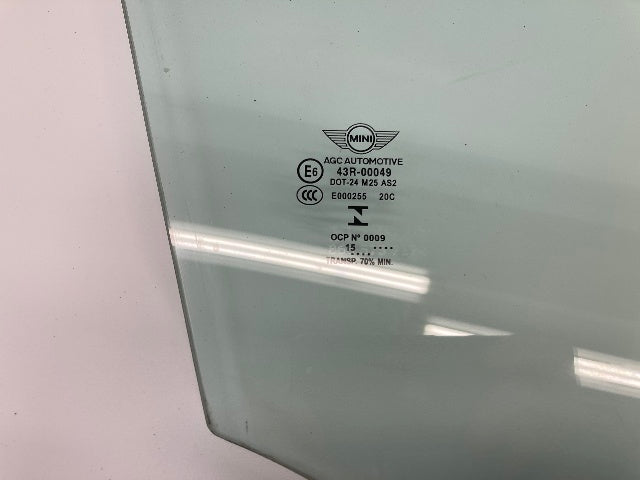 MINI
AGC AUTOMOTIVE
E6 43R-00049
DOT-24 M25 AS2
CCC E000255 20C
OCP Nº 0009
15 ....
....
TRANSP. 70% MIN.